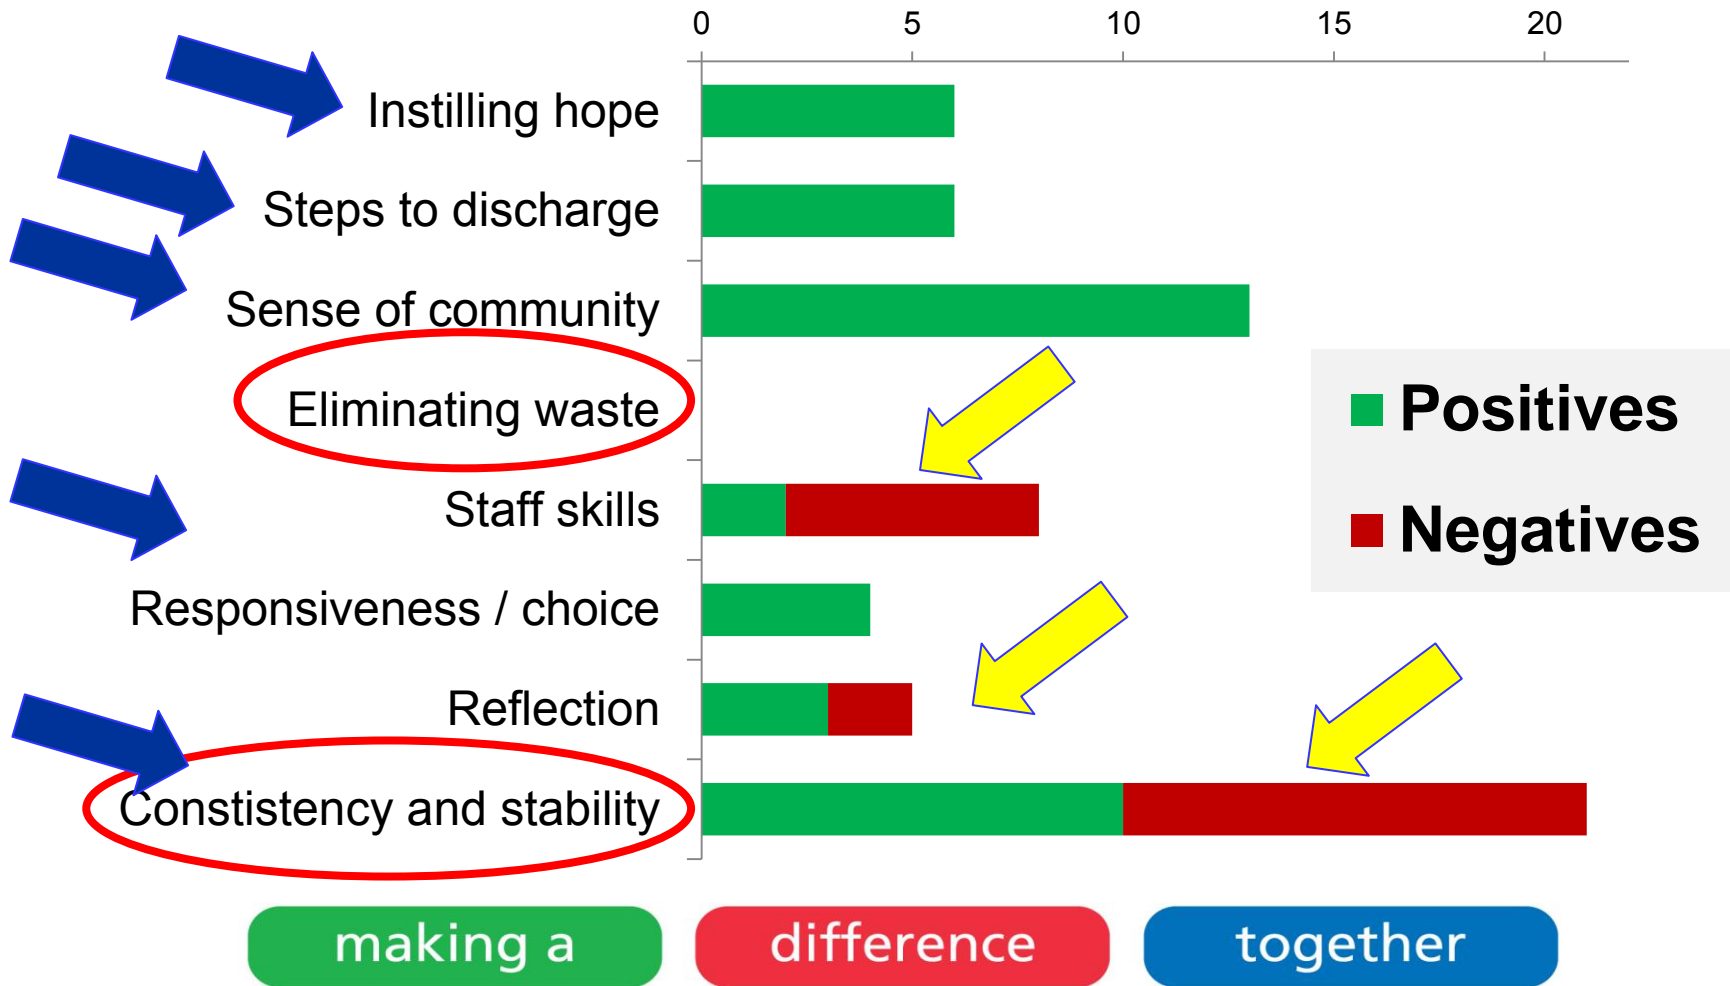 0 5 10 15 20
Instilling hope
Steps to discharge
Sense of community
Eliminating waste
Staff skills
Responsiveness / choice
Reflection
Constistency and stability
Positives
Negatives
making a difference together